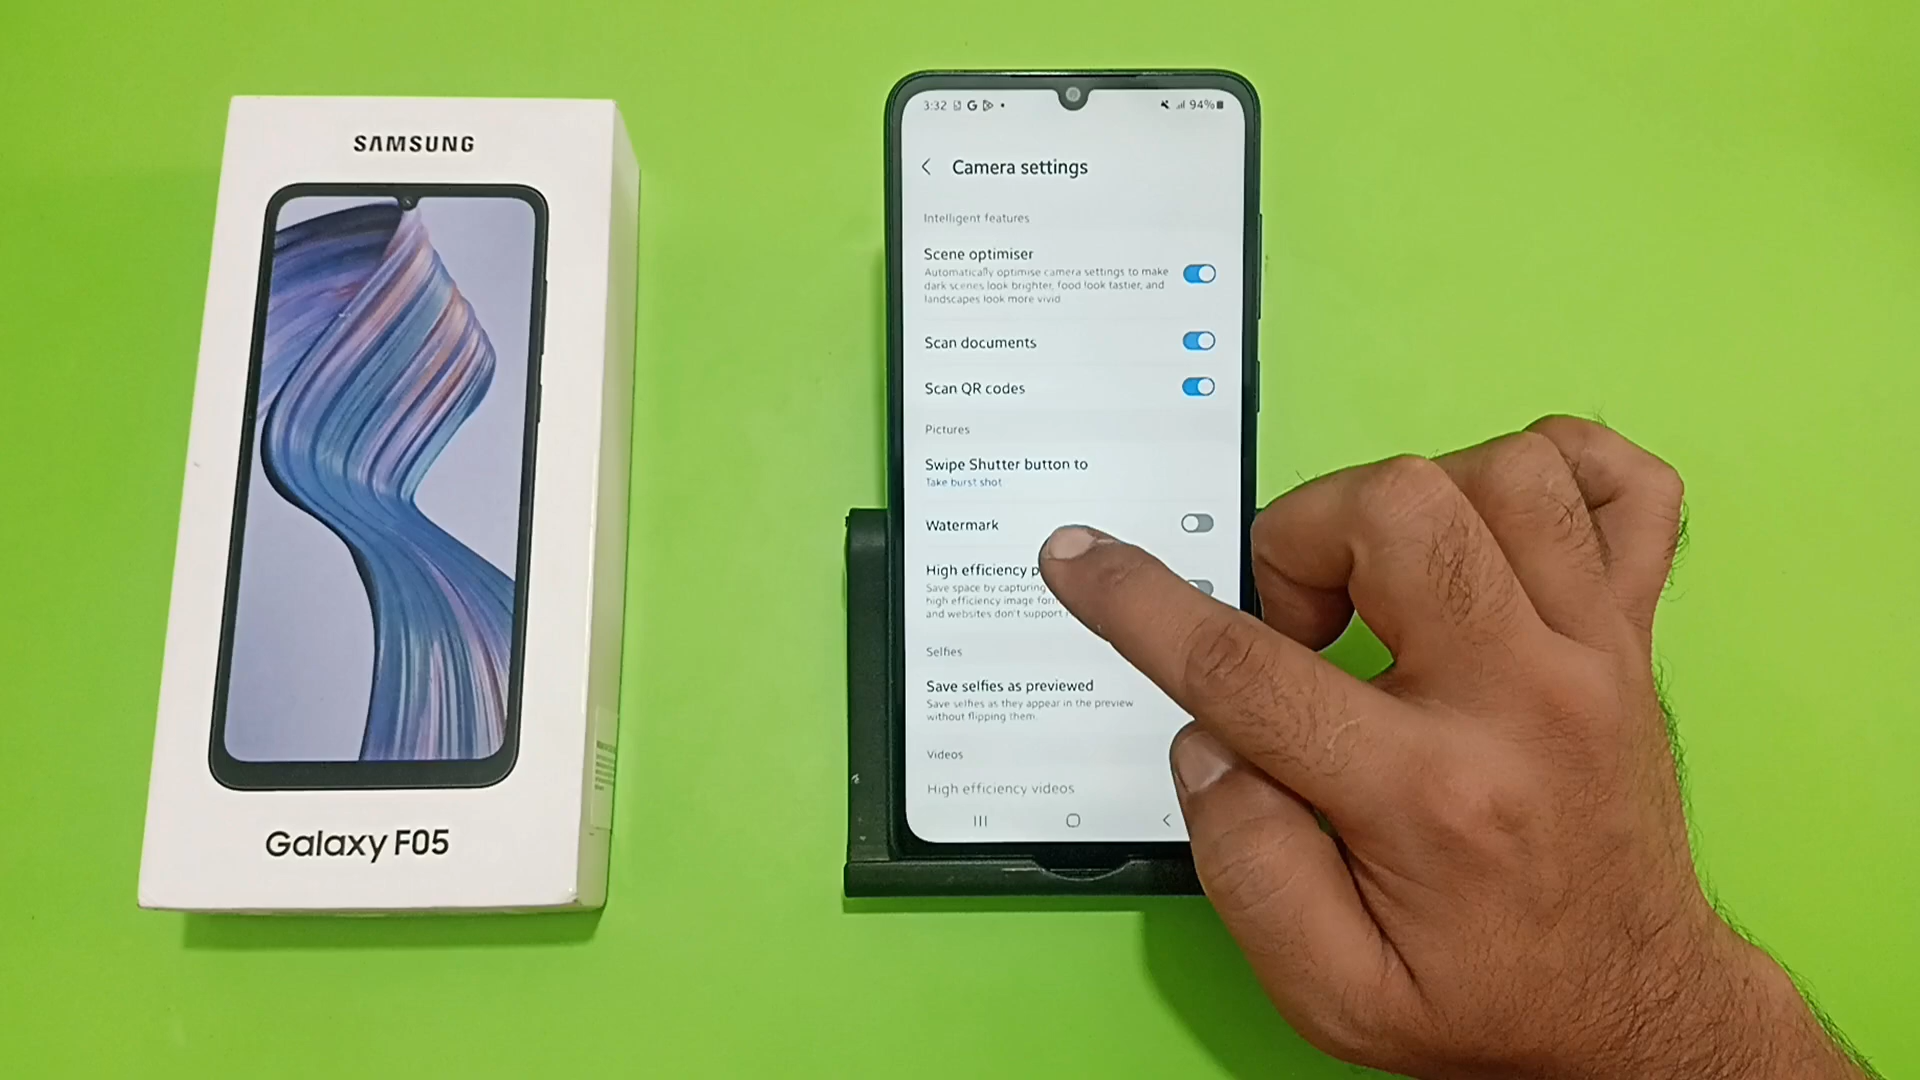 SAMSUNG
Galaxy F05
3:32 G 94%
Camera settings
Intelligent features
Scene optimiser
Automatically optimise camera settings to make
dark scenes look brighter, food look tastier, and
landscapes look more vivid.
Scan documents
Scan QR codes
Pictures
Swipe Shutter button to
Take burst shot
Watermark
High efficiency
Save space by capturing
high efficiency image
and websites don't support
Selfies
Save selfies as previewed
Save selfies as they appear in the preview
without flipping them.
Videos
High efficiency videos